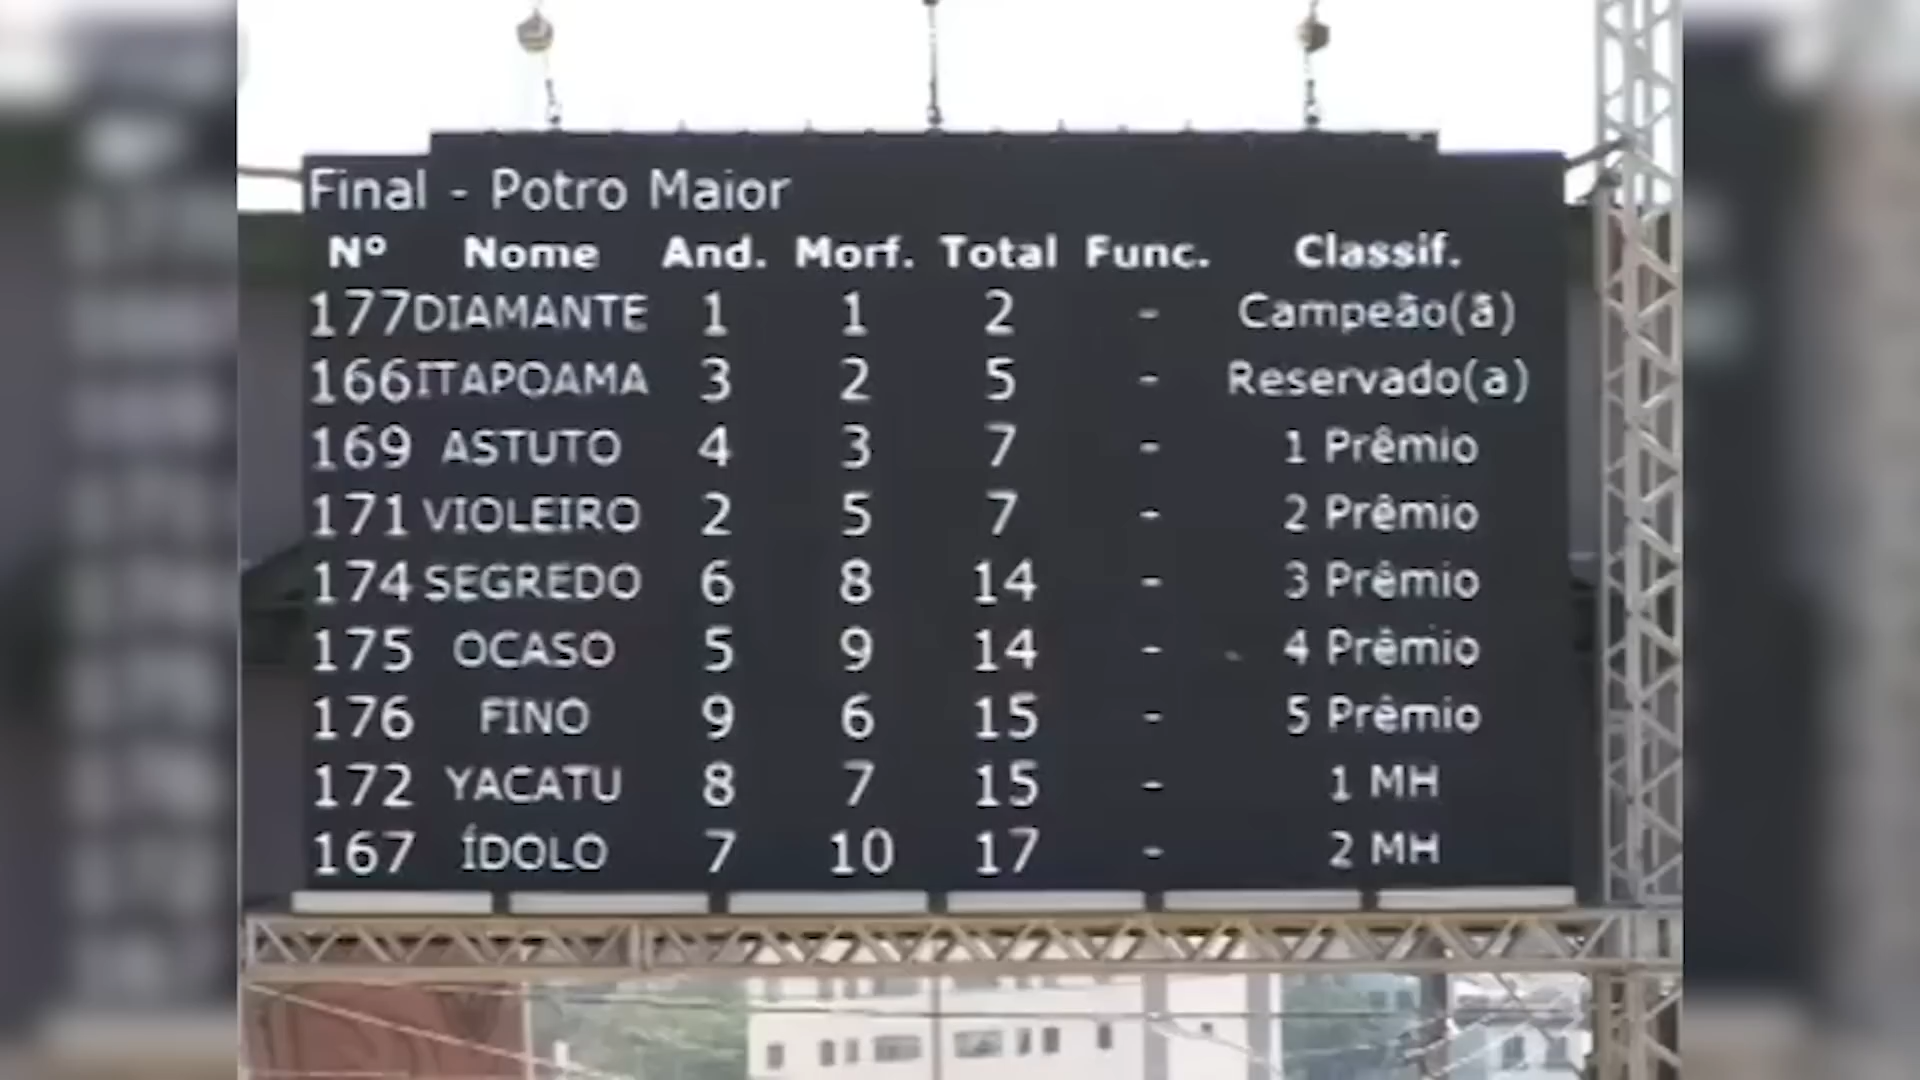 Final - Potro Maior
Nº Nome And. Morf. Total Func. Classif.
177 DIAMANTE 1 1 2 - Campeão(ã)
166 ITAPOAMA 3 2 5 - Reservado(a)
169 ASTUTO 4 3 7 - 1 Prêmio
171 VIOLEIRO 2 5 7 - 2 Prêmio
174 SEGREDO 6 8 14 - 3 Prêmio
175 OCASO 5 9 14 - 4 Prêmio
176 FINO 9 6 15 - 5 Prêmio
172 YACATU 8 7 15 - 1 MH
167 ÍDOLO 7 10 17 - 2 MH